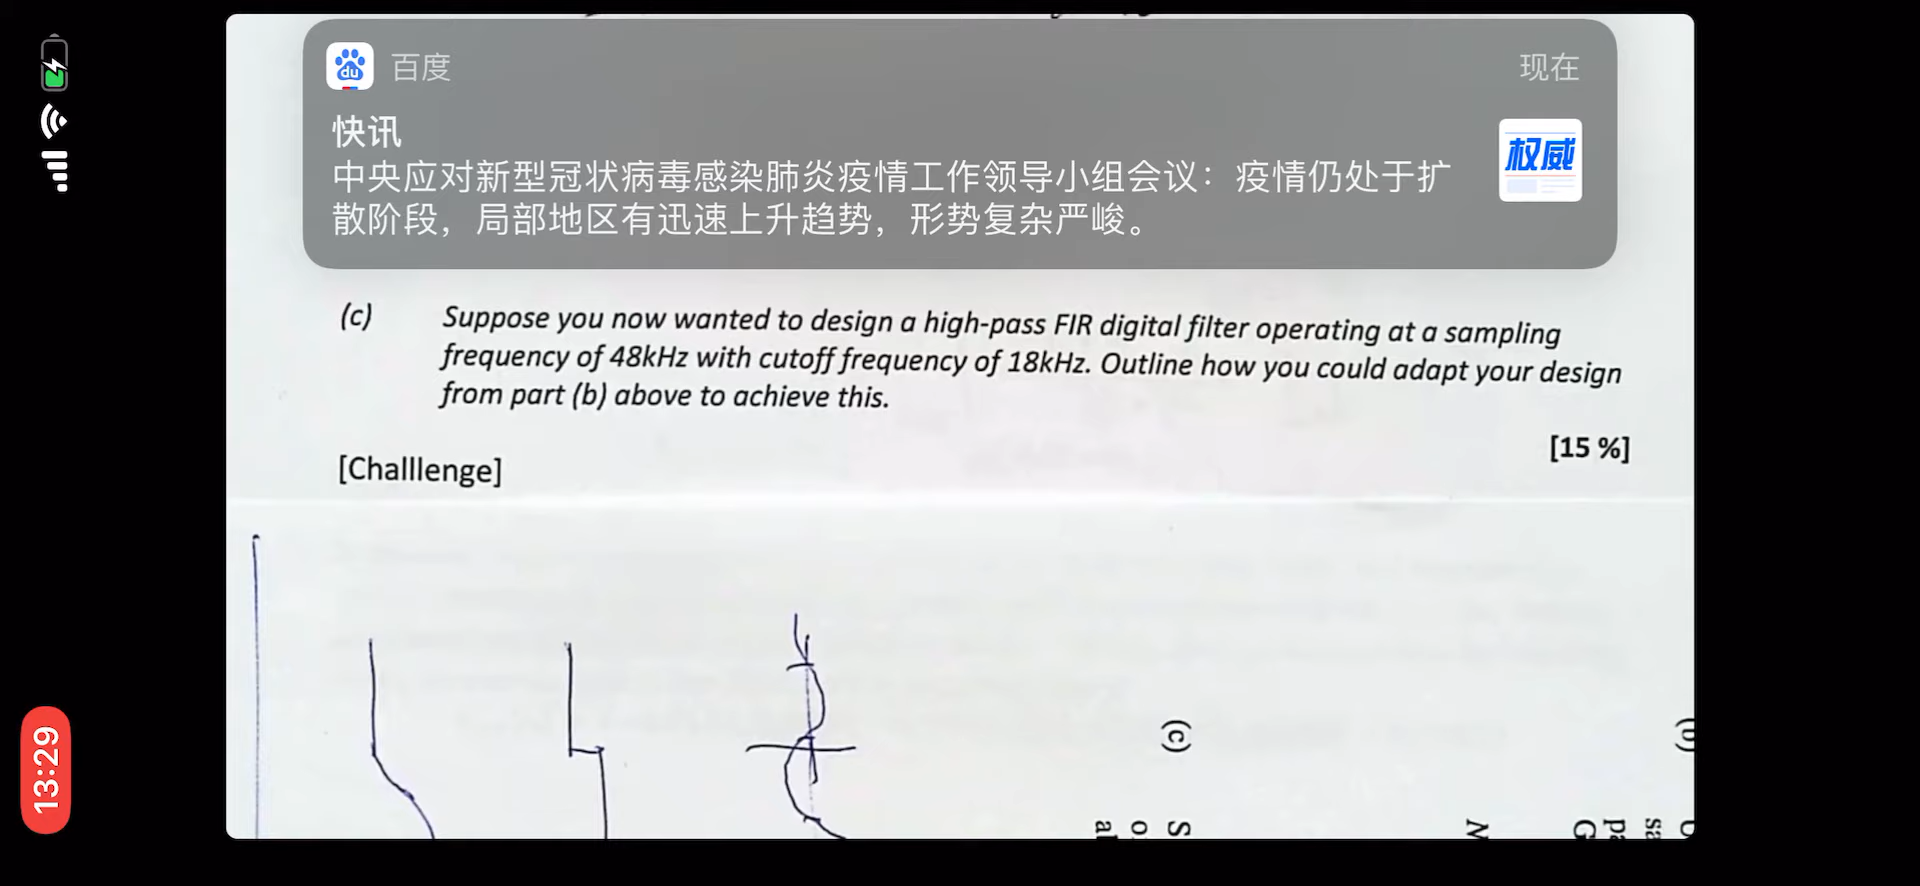 百度
现在
快讯
中央应对新型冠状病毒感染肺炎疫情工作领导小组会议：疫情仍处于扩
散阶段，局部地区有迅速上升趋势，形势复杂严峻。
权威
du
(c) Suppose you now wanted to design a high-pass FIR digital filter operating at a sampling
frequency of 48kHz with cutoff frequency of 18kHz. Outline how you could adapt your design
from part (b) above to achieve this.
[15 %]
[Challlenge]
(c)
13:29